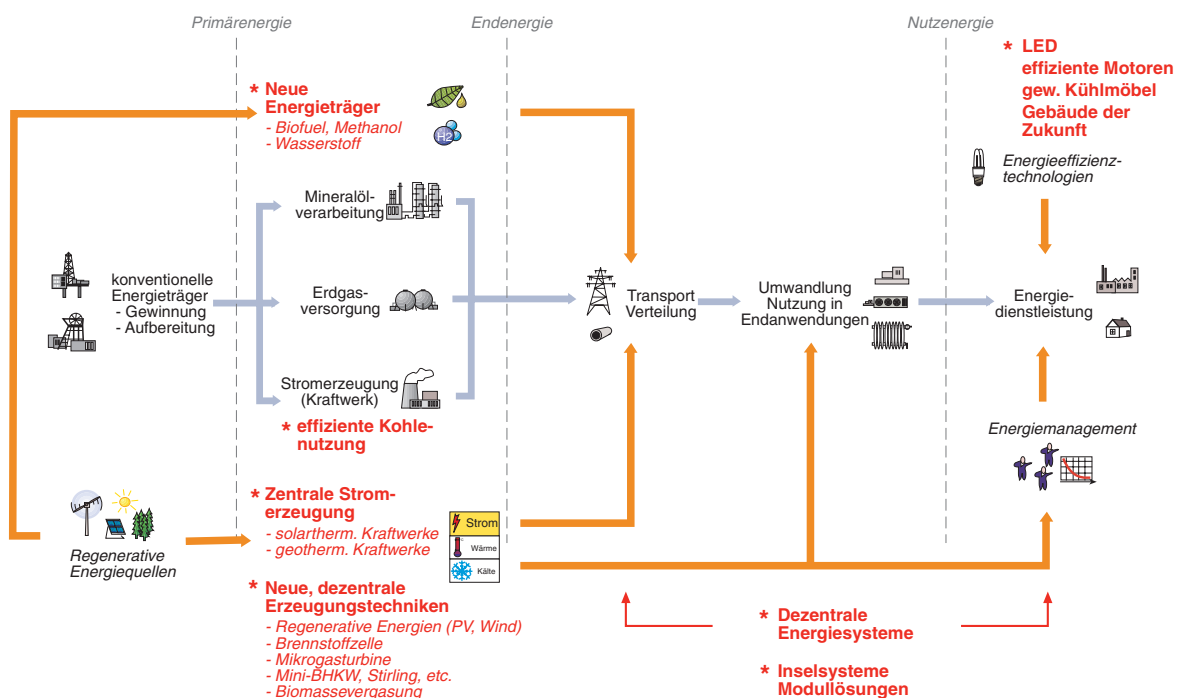 Primärenergie
Endenergie
Nutzenergie
* LED
effiziente Motoren
gew. Kühlmöbel
Gebäude der
Zukunft
* Neue
Energieträger
- Biofuel, Methanol
- Wasserstoff
H2
Energieeffizienz-
technologien
Mineralöl-
verarbeitung
konventionelle
Energieträger
- Gewinnung
- Aufbereitung
Erdgas-
versorgung
Transport
Verteilung
Umwandlung
Nutzung in
Endanwendungen
Energie-
dienstleistung
Stromerzeugung
(Kraftwerk)
* effiziente Kohle-
nutzung
Energiemanagement
* Zentrale Strom-
erzeugung
- solartherm. Kraftwerke
- geotherm. Kraftwerke
Strom
Wärme
Kälte
Regenerative
Energiequellen
* Neue, dezentrale
Erzeugungstechniken
- Regenerative Energien (PV, Wind)
- Brennstoffzelle
- Mikrogasturbine
- Mini-BHKW, Stirling, etc.
- Biomassevergasung
* Dezentrale
Energiesysteme
* Inselsysteme
Modullösungen